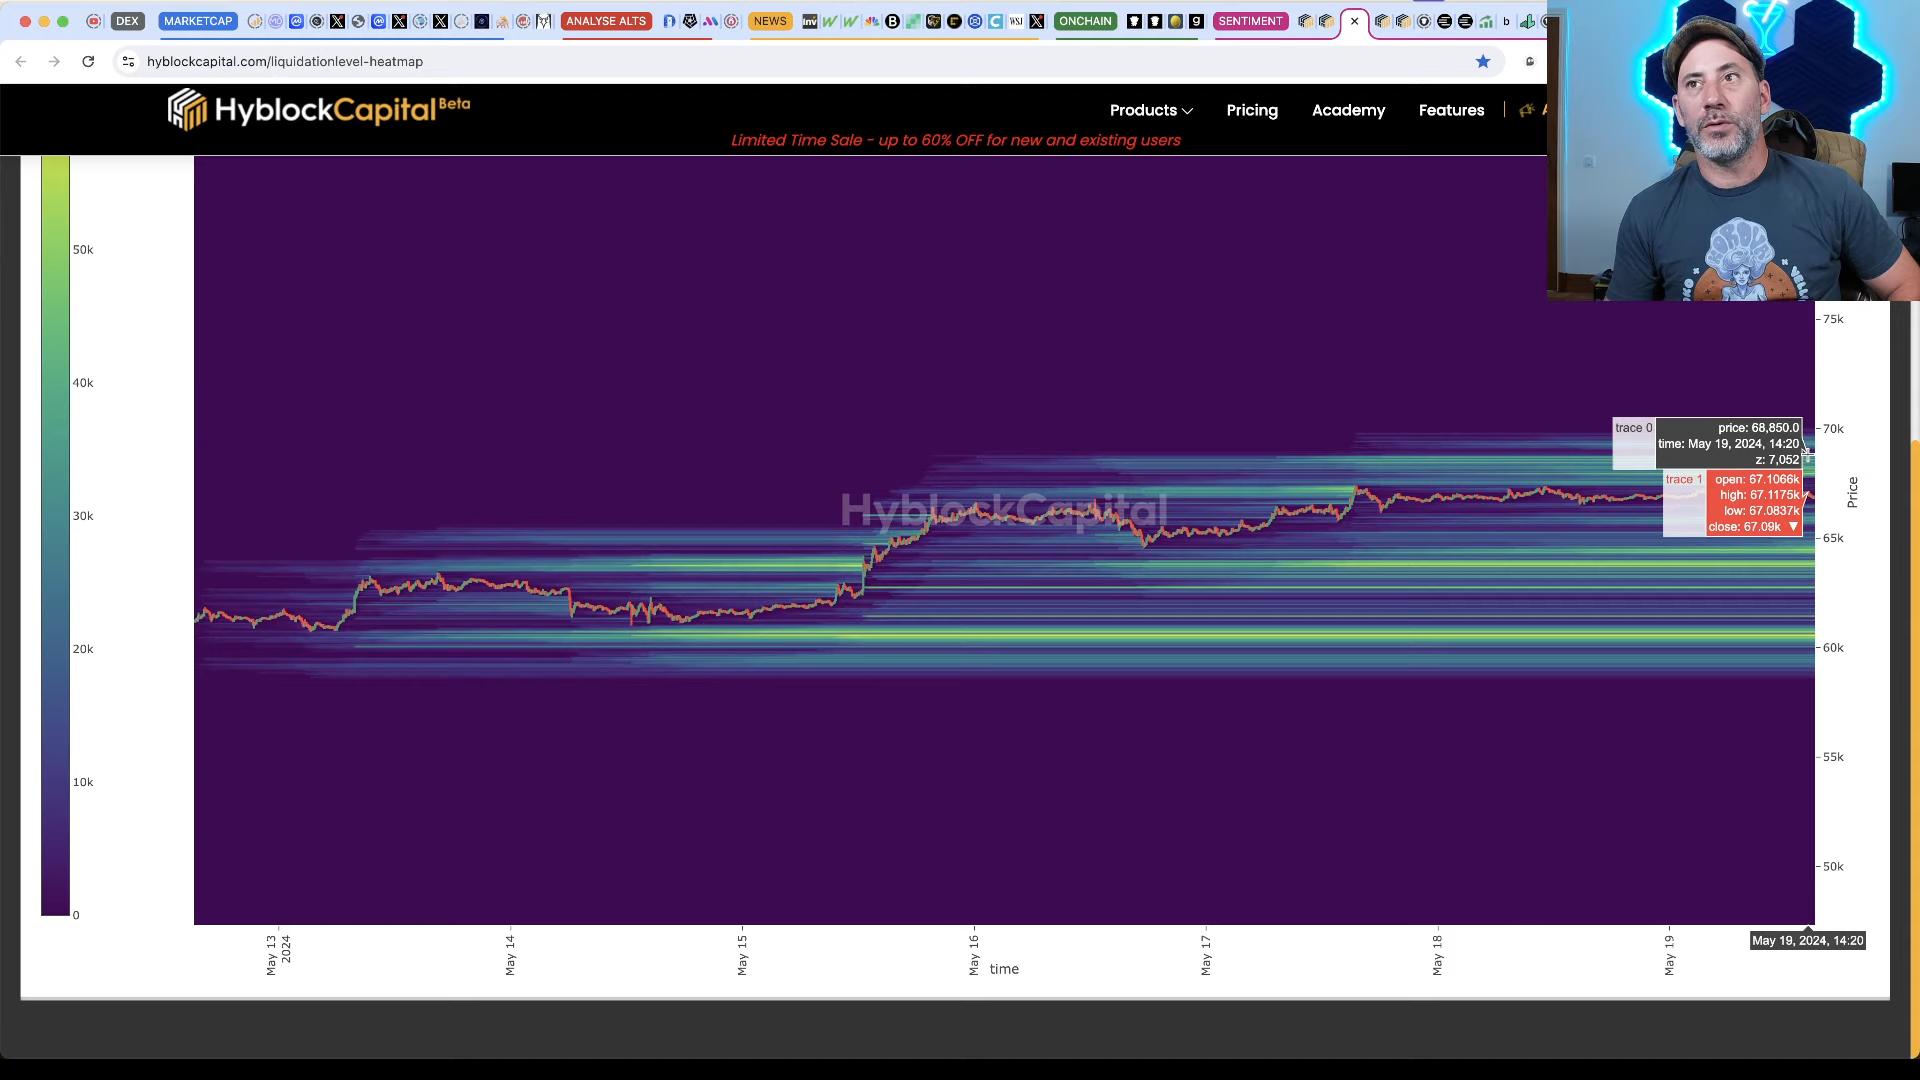 DEX
MARKETCAP
ANALYSE ALTS
NEWS
WSJ
ONCHAIN
SENTIMENT
hyblockcapital.com/liquidationlevel-heatmap
HyblockCapital Beta
Products
Pricing
Academy
Features
Limited Time Sale - up to 60% OFF for new and existing users
50k
40k
30k
20k
10k
0
HyblockCapital
trace 0
price: 68,850.0
time: May 19, 2024, 14:20
z: 7,052
trace 1
open: 67.1066k
high: 67.1175k
low: 67.0837k
close: 67.09k ▼
75k
70k
65k
60k
55k
50k
Price
May 13
2024
May 14
May 15
May 16
May 17
May 18
May 19
May 19, 2024, 14:20
time